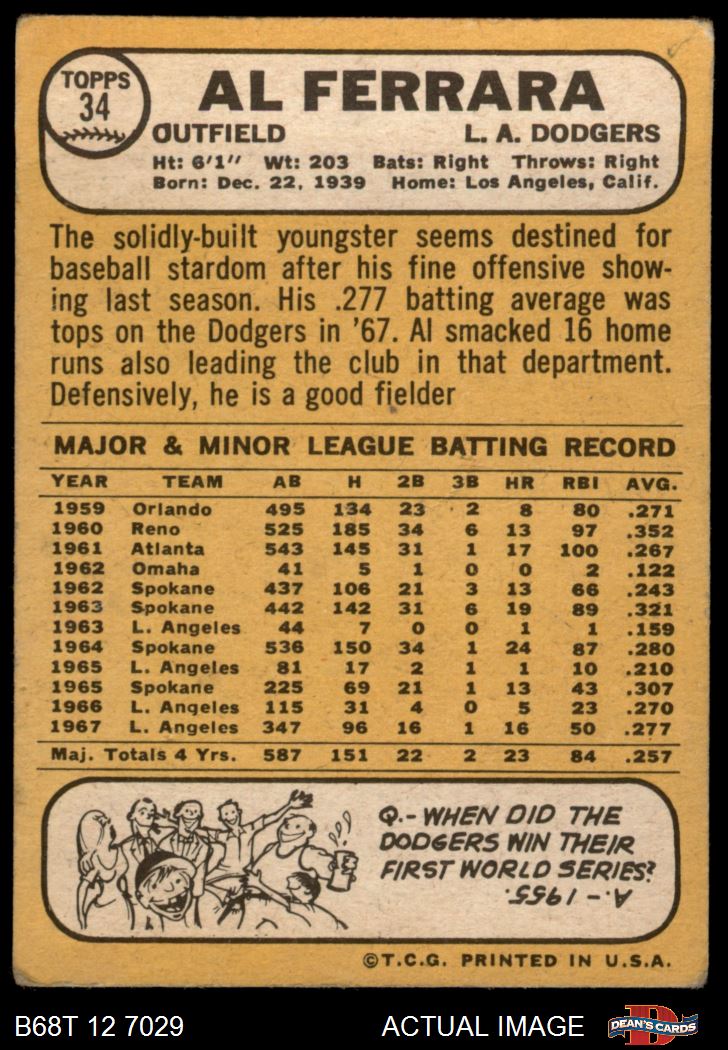 TOPPS
34
AL FERRARA
OUTFIELD L. A. DODGERS
Ht: 6'1" Wt: 203 Bats: Right Throws: Right
Born: Dec. 22, 1939 Home: Los Angeles, Calif.
The solidly-built youngster seems destined for
baseball stardom after his fine offensive show-
ing last season. His .277 batting average was
tops on the Dodgers in '67. Al smacked 16 home
runs also leading the club in that department.
Defensively, he is a good fielder
MAJOR & MINOR LEAGUE BATTING RECORD
YEAR TEAM AB H 2B 3B HR RBI AVG.
1959 Orlando 495 134 23 2 8 80 .271
1960 Reno 525 185 34 6 13 97 .352
1961 Atlanta 543 145 31 1 17 100 .267
1962 Omaha 41 5 1 0 0 2 .122
1962 Spokane 437 106 21 3 13 66 .243
1963 Spokane 442 142 31 6 19 89 .321
1963 L. Angeles 44 7 0 0 1 1 .159
1964 Spokane 536 150 34 1 24 87 .280
1965 L. Angeles 81 17 2 1 1 10 .210
1965 Spokane 225 69 21 1 13 43 .307
1966 L. Angeles 115 31 4 0 5 23 .270
1967 L. Angeles 347 96 16 1 16 50 .277
Maj. Totals 4 Yrs. 587 151 22 2 23 84 .257
Q.- WHEN DID THE
DODGERS WIN THEIR
FIRST WORLD SERIES?
A.- 1955.
©T.C.G. PRINTED IN U.S.A.
B68T 12 7029 ACTUAL IMAGE DEAN'S CARDS